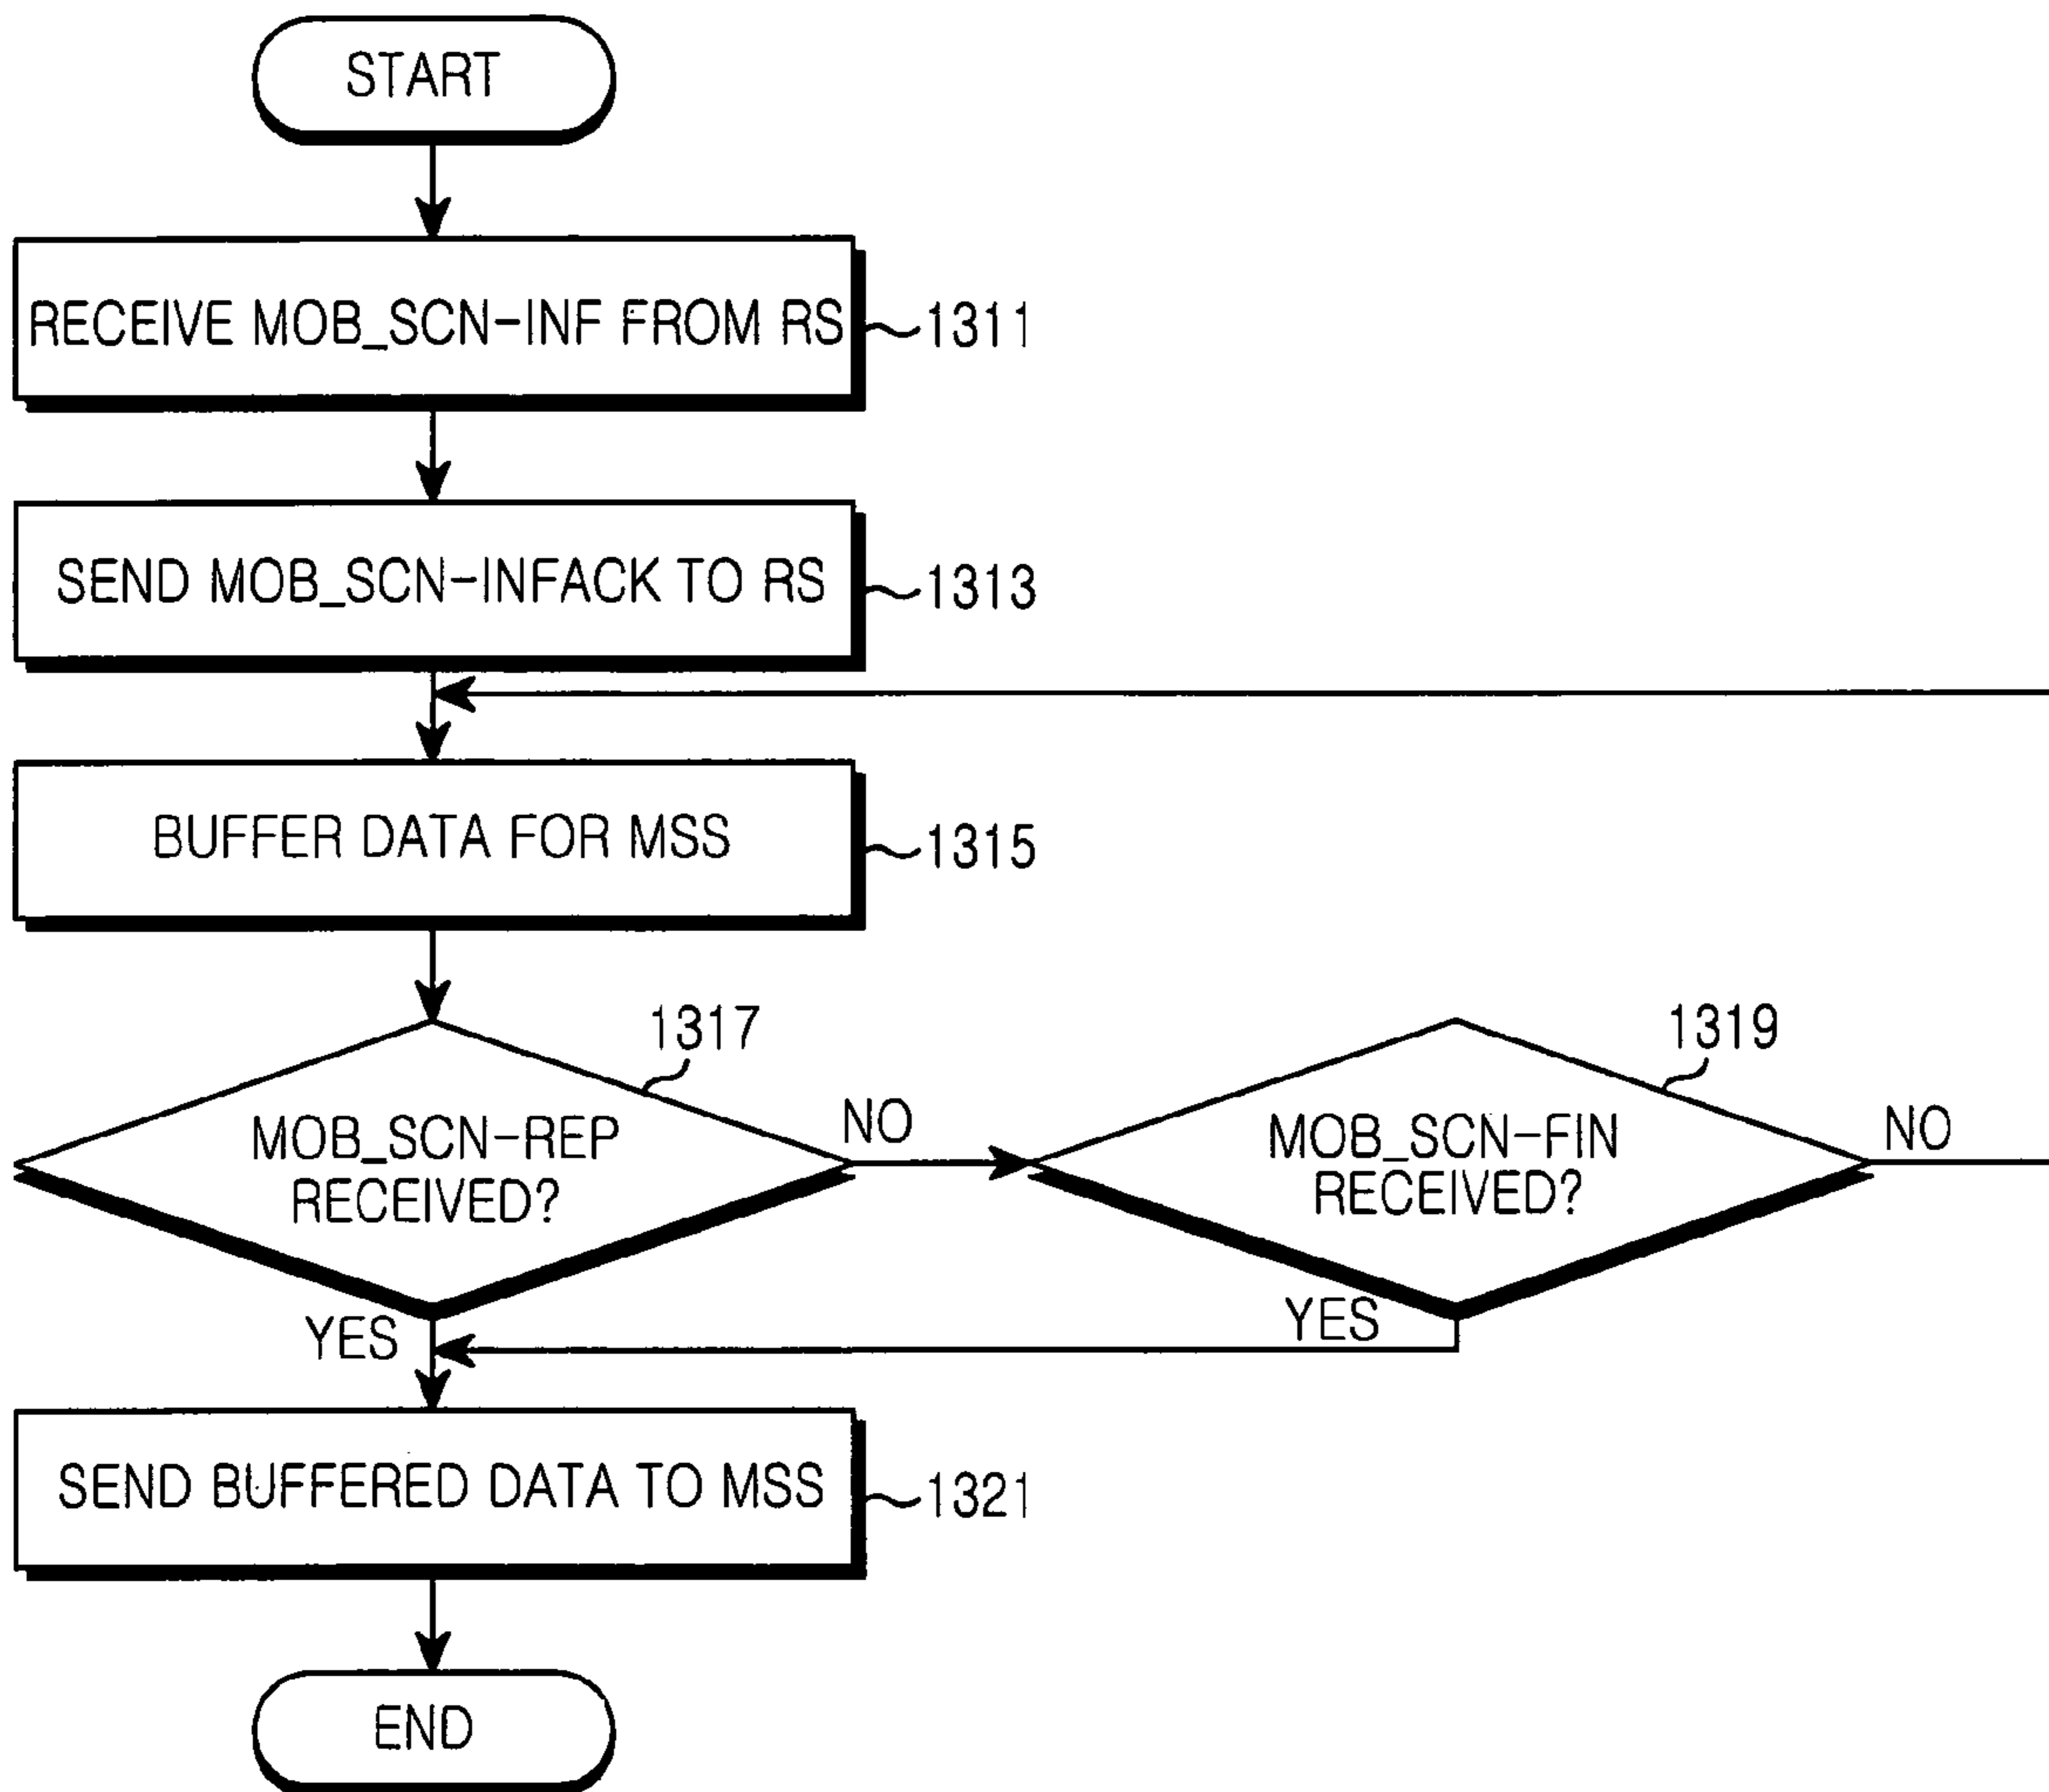 START
RECEIVE MOB_SCN-INF FROM RS
1311
SEND MOB_SCN-INFACK TO RS
1313
BUFFER DATA FOR MSS
1315
1317
MOB_SCN-REP
RECEIVED?
NO
YES
1319
MOB_SCN-FIN
RECEIVED?
NO
YES
SEND BUFFERED DATA TO MSS
1321
END